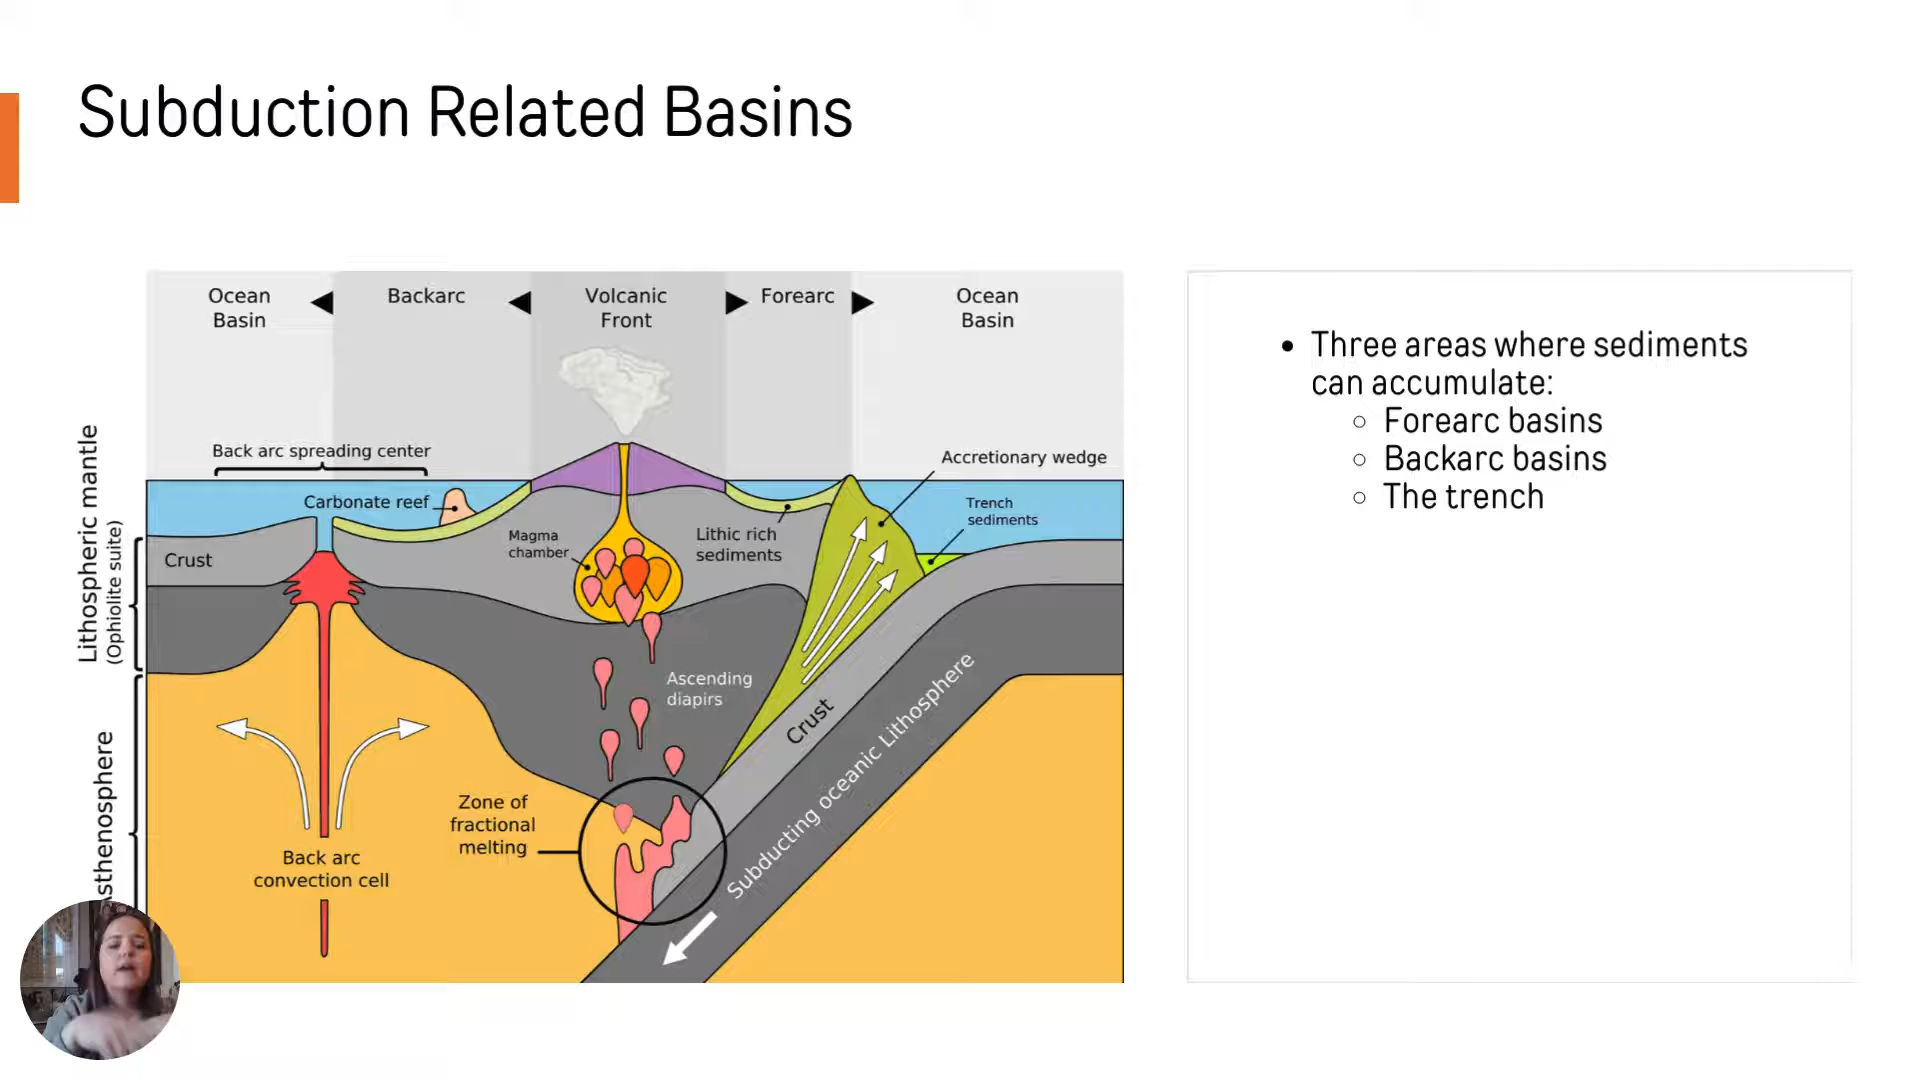 Subduction Related Basins
Ocean
Basin
Backarc
Volcanic
Front
Forearc
Ocean
Basin
Back arc spreading center
Accretionary wedge
Carbonate reef
Trench
sediments
Magma
chamber
Lithic rich
sediments
Crust
Lithospheric mantle
(Ophiolite suite)
Ascending
diapirs
Crust
Subducting oceanic Lithosphere
Zone of
fractional
melting
Back arc
convection cell
• Three areas where sediments
can accumulate:
○ Forearc basins
○ Backarc basins
○ The trench